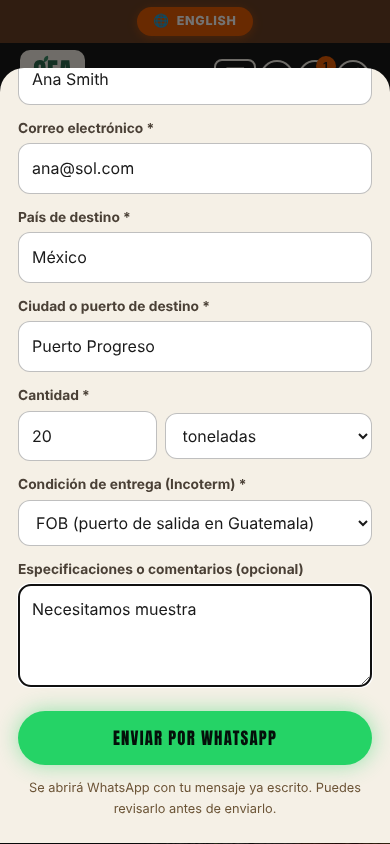 ENGLISH
1
Ana Smith
Correo electrónico *
ana@sol.com
País de destino *
México
Ciudad o puerto de destino *
Puerto Progreso
Cantidad *
20 toneladas
Condición de entrega (Incoterm) *
FOB (puerto de salida en Guatemala)
Especificaciones o comentarios (opcional)
Necesitamos muestra
ENVIAR POR WHATSAPP
Se abrirá WhatsApp con tu mensaje ya escrito. Puedes
revisarlo antes de enviarlo.